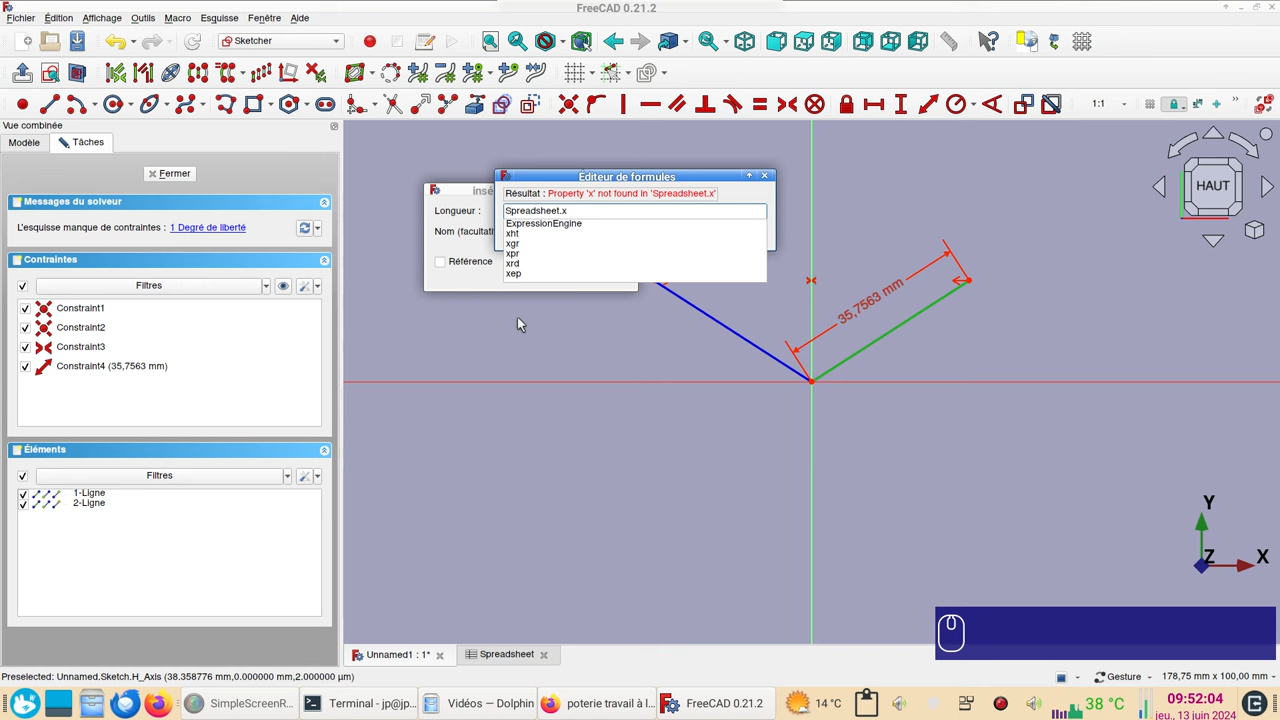 FreeCAD 0.21.2
Fichier Édition Affichage Outils Macro Esquisse Fenêtre Aide
Sketcher
1:1
Vue combinée
Modèle Tâches
Fermer
Messages du solveur
L'esquisse manque de contraintes : 1 Degré de liberté
Contraintes
Filtres
Constraint1
Constraint2
Constraint3
Constraint4 (35,7563 mm)
Éléments
Filtres
1-Ligne
2-Ligne
insé
Longueur :
Nom (facultati
Référence
Éditeur de formules
Résultat : Property 'x' not found in 'Spreadsheet.x'
Spreadsheet.x
ExpressionEngine
xht
xgr
xpr
xrd
xep
35,7563 mm
HAUT
Y
Z X
Unnamed1 : 1* Spreadsheet
Preselected: Unnamed.Sketch.H_Axis (38.358776 mm,0.000000 mm,2.000000 µm) Gesture 178,75 mm x 100,00 mm
SimpleScreenR... Terminal - jp@jp... Vidéos — Dolphin poterie travail à l... FreeCAD 0.21.... 14°C 38 °C 09:52:04
jeu., 13 juin 2024